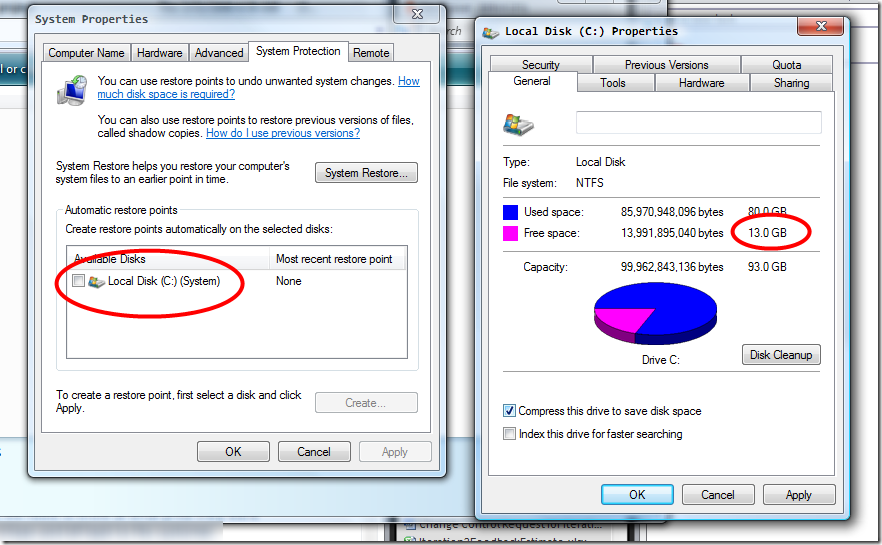 System Properties
Computer Name
Hardware
Advanced
System Protection
Remote
You can use restore points to undo unwanted system changes. How
much disk space is required?
You can also use restore points to restore previous versions of files,
called shadow copies. How do I use previous versions?
System Restore helps you restore your computer's
system files to an earlier point in time.
System Restore...
Automatic restore points
Create restore points automatically on the selected disks:
Available Disks
Most recent restore point
Local Disk (C:) (System)
None
To create a restore point, first select a disk and click
Apply.
Create...
OK
Cancel
Apply
Local Disk (C:) Properties
Security
Previous Versions
Quota
General
Tools
Hardware
Sharing
Type:
Local Disk
File system:
NTFS
Used space:
85,970,948,096 bytes
80.0 GB
Free space:
13,991,895,040 bytes
13.0 GB
Capacity:
99,962,843,136 bytes
93.0 GB
Drive C:
Disk Cleanup
Compress this drive to save disk space
Index this drive for faster searching
OK
Cancel
Apply